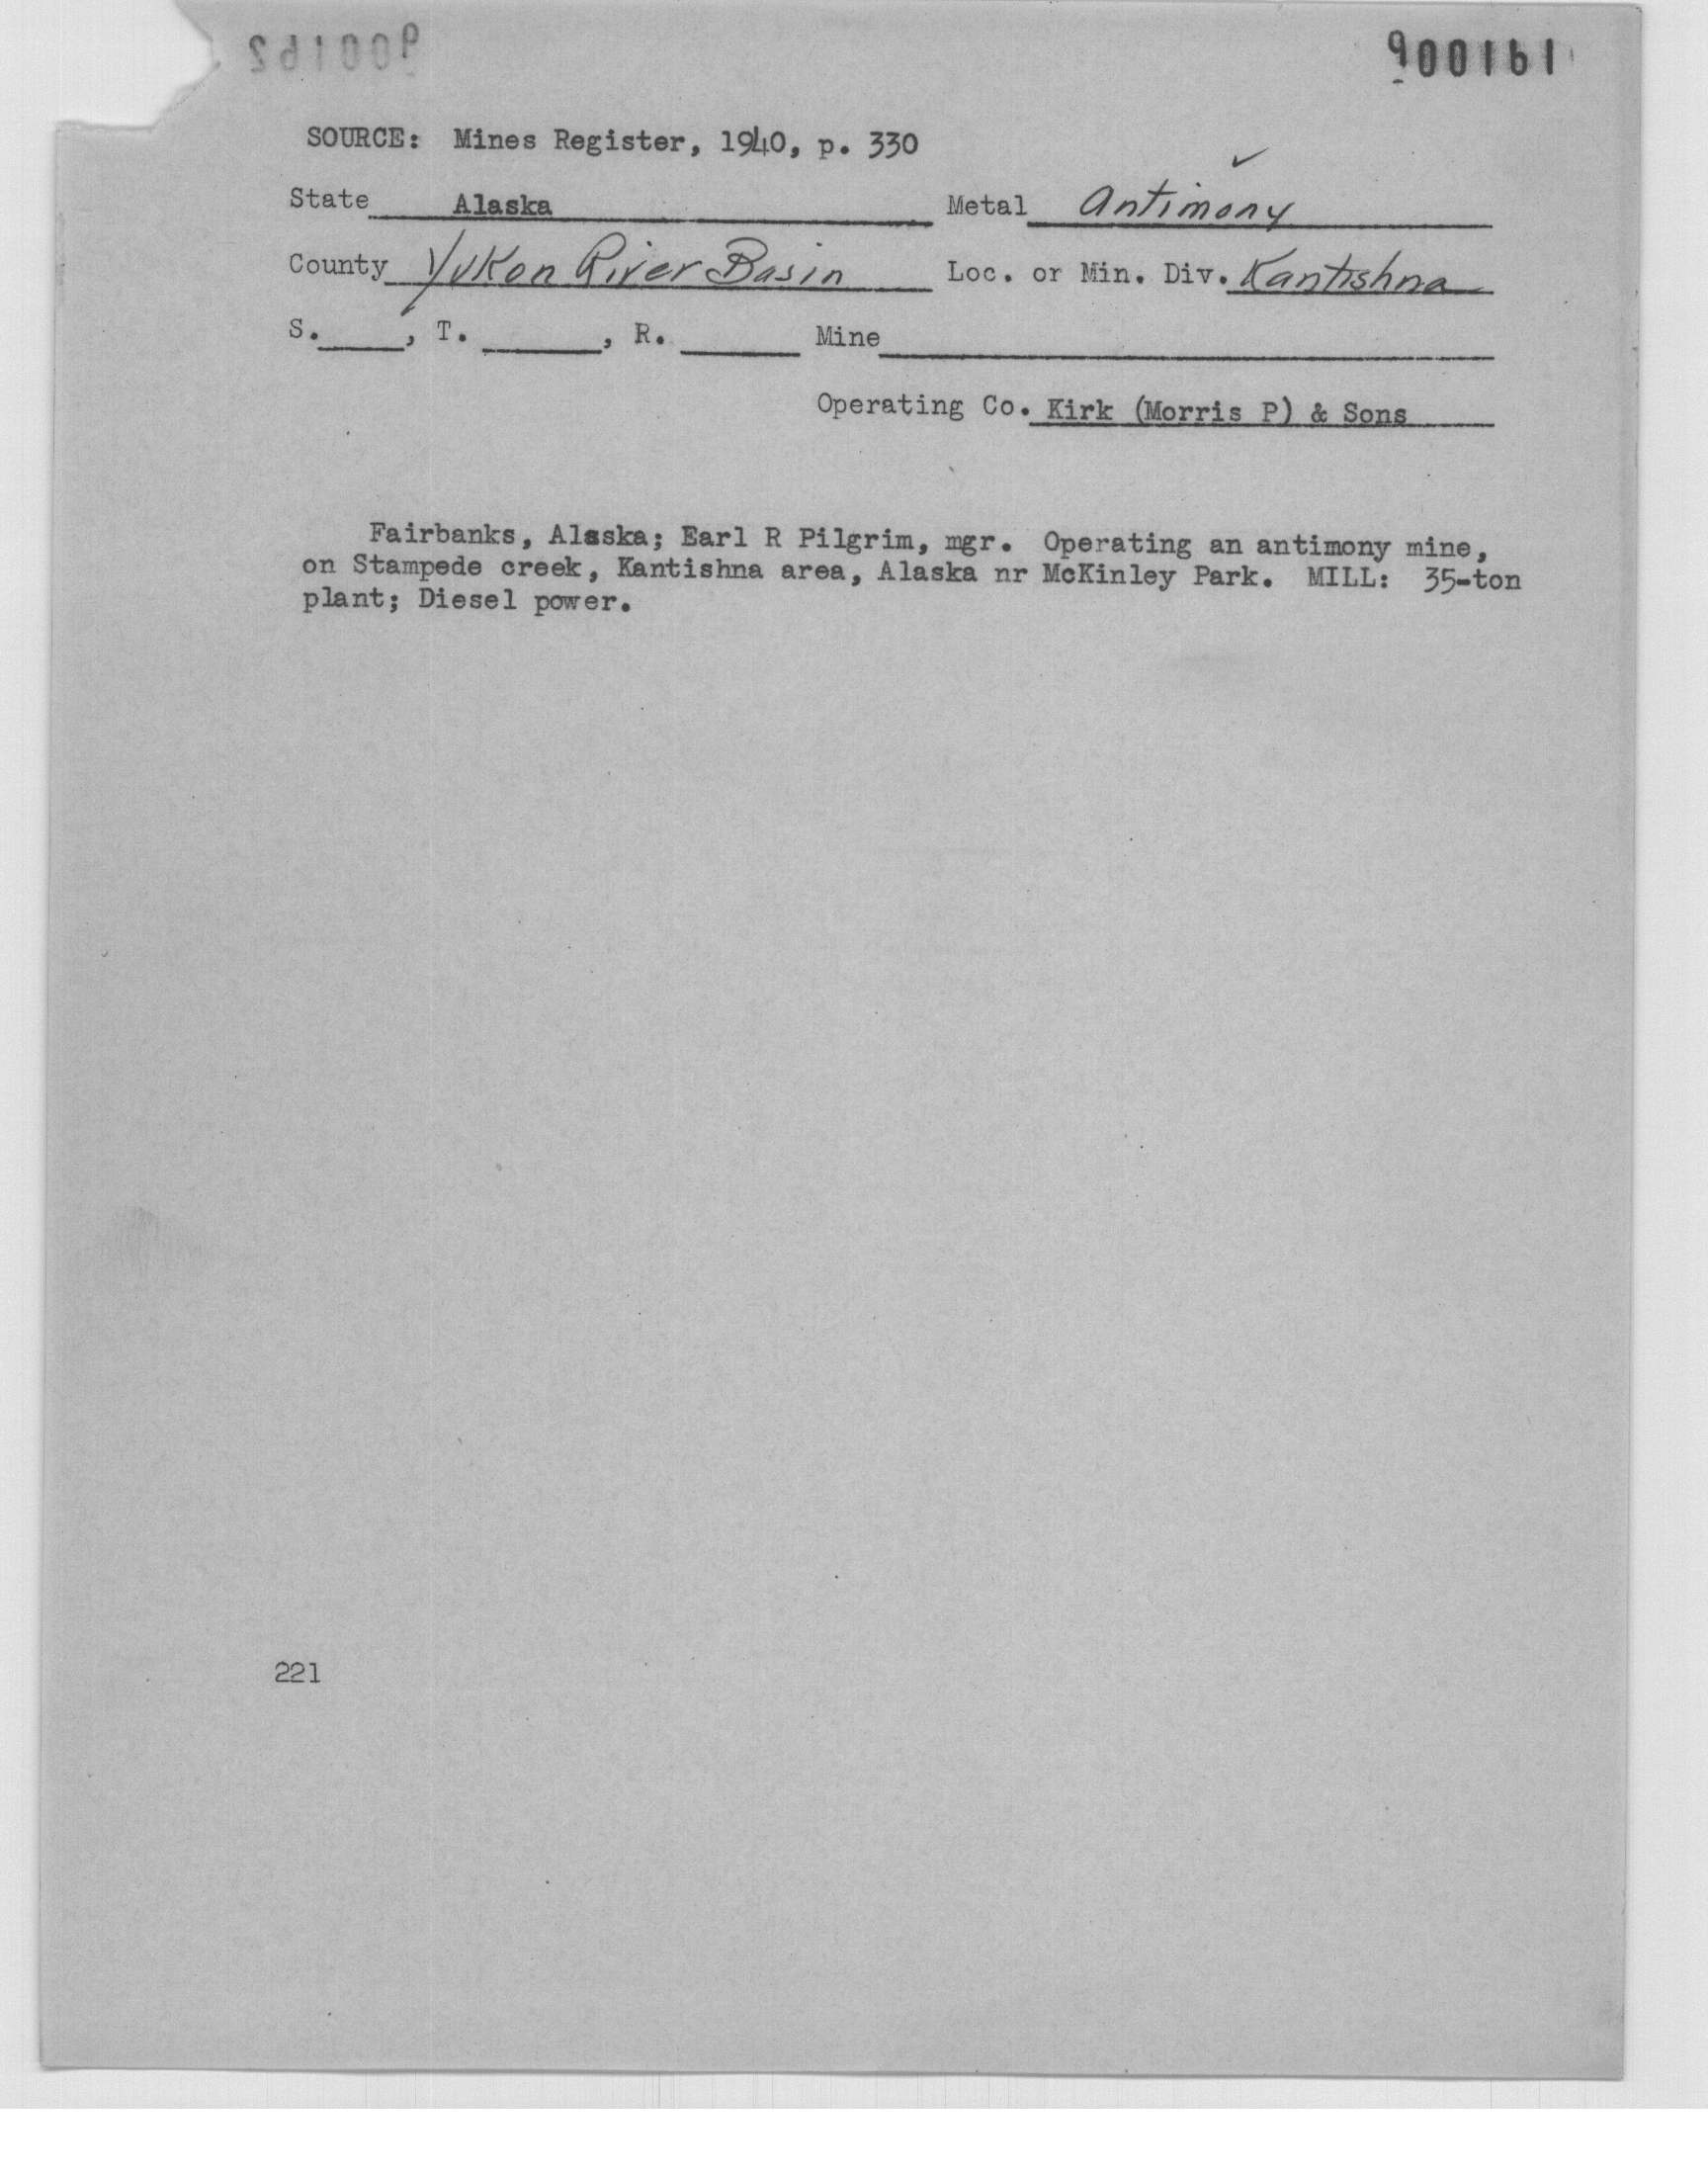 900161
SOURCE: Mines Register, 1940, p. 330
State Alaska Metal Antimony
County Yukon River Basin Loc. or Min. Div. Kantishna
S. , T. , R. Mine
Operating Co. Kirk (Morris P) & Sons
Fairbanks, Alaska; Earl R Pilgrim, mgr. Operating an antimony mine,
on Stampede creek, Kantishna area, Alaska nr McKinley Park. MILL: 35-ton
plant; Diesel power.
221